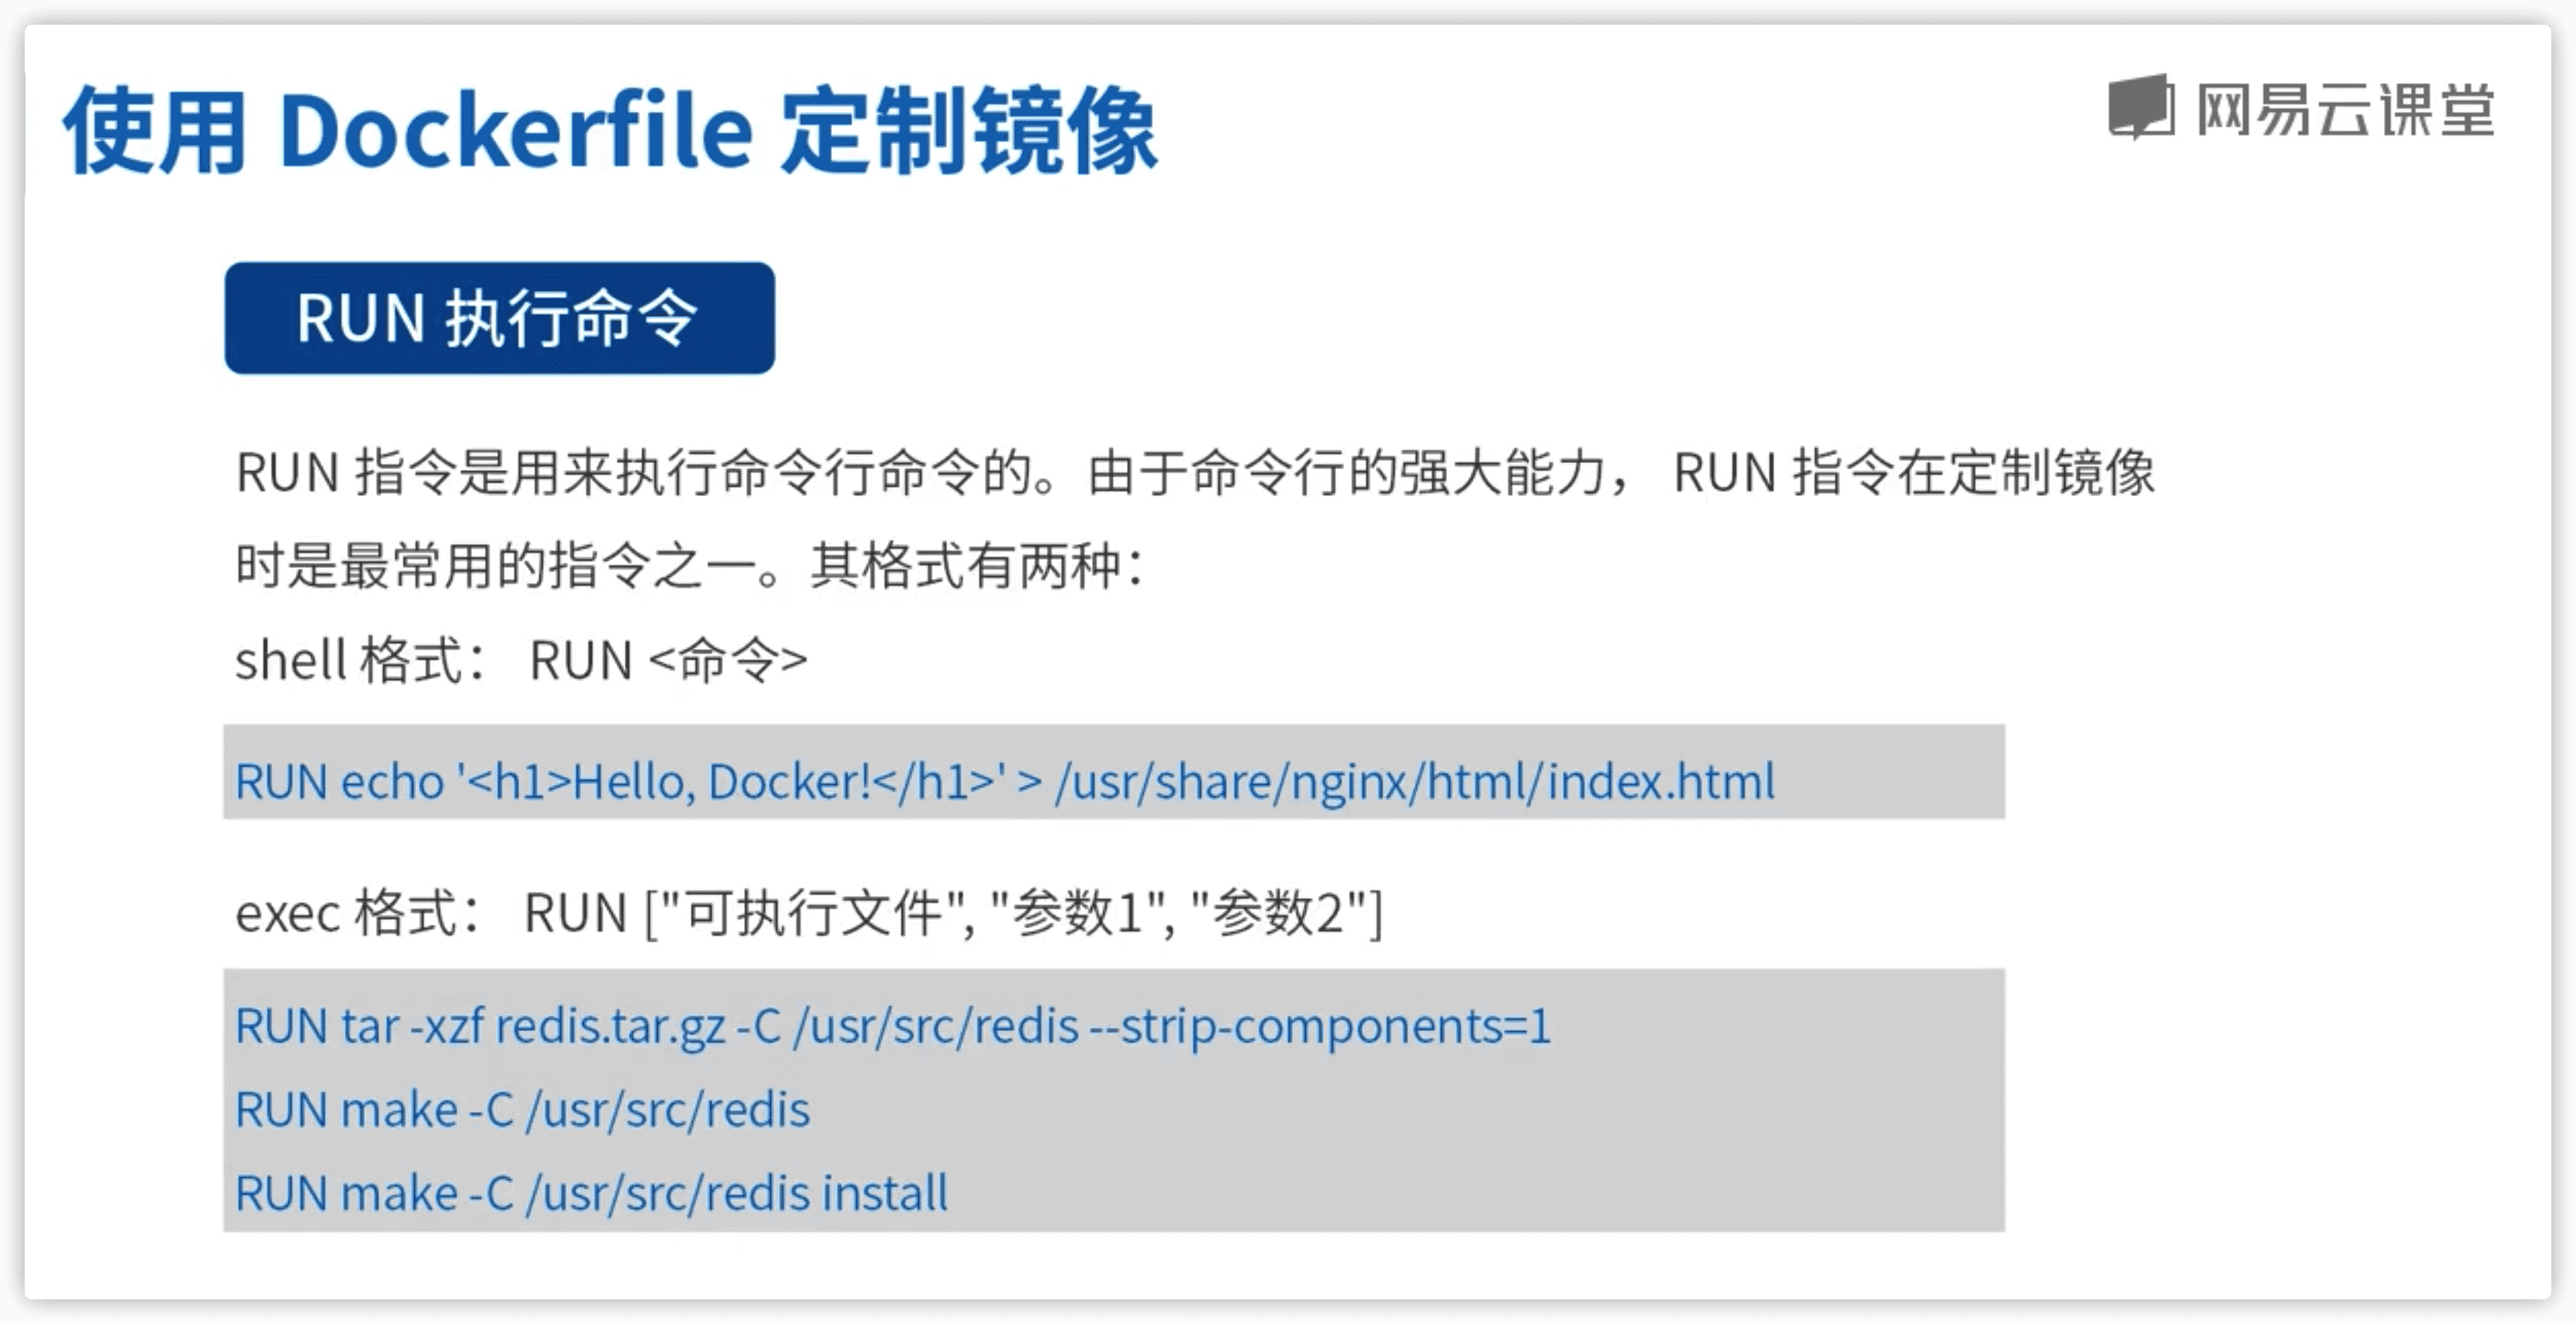 使用 Dockerfile 定制镜像
网易云课堂
RUN 执行命令
RUN 指令是用来执行命令行命令的。由于命令行的强大能力， RUN 指令在定制镜像
时是最常用的指令之一。其格式有两种：
shell 格式： RUN <命令>
RUN echo '<h1>Hello, Docker!</h1>' > /usr/share/nginx/html/index.html
exec 格式： RUN ["可执行文件", "参数1", "参数2"]
RUN tar -xzf redis.tar.gz -C /usr/src/redis --strip-components=1
RUN make -C /usr/src/redis
RUN make -C /usr/src/redis install